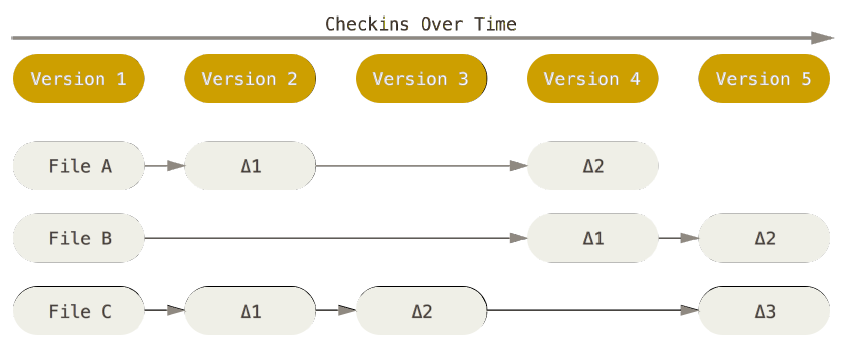 Checkins Over Time
Version 1 Version 2 Version 3 Version 4 Version 5
File A Δ1 Δ2
File B Δ1 Δ2
File C Δ1 Δ2 Δ3